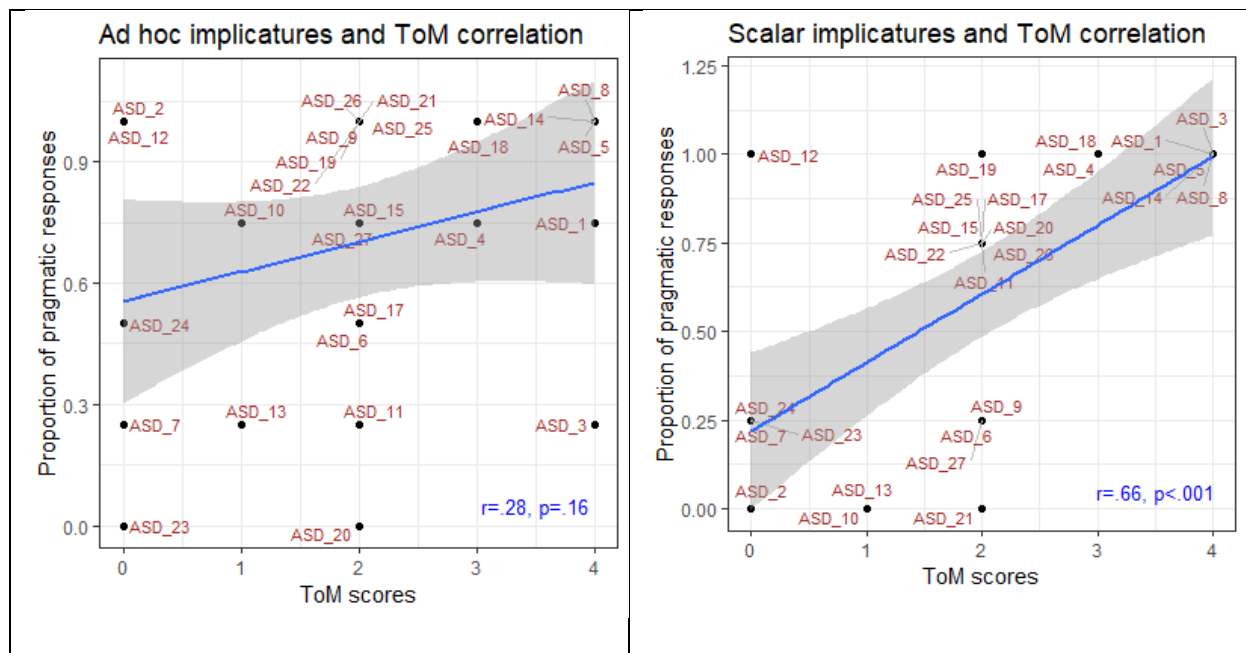 Ad hoc implicatures and ToM correlation
ASD_2
ASD_12
ASD_26
ASD_21
ASD_9
ASD_25
ASD_19
ASD_22
ASD_8
ASD_14
ASD_18
ASD_5
ASD_10
ASD_15
ASD_27
ASD_4
ASD_1
ASD_24
ASD_17
ASD_6
ASD_7
ASD_13
ASD_11
ASD_3
ASD_23
ASD_20
r=.28, p=.16
0.9
0.6
0.3
0.0
Proportion of pragmatic responses
0 1 2 3 4
ToM scores
Scalar implicatures and ToM correlation
ASD_12
ASD_19
ASD_18
ASD_4
ASD_1
ASD_3
ASD_5
ASD_14
ASD_8
ASD_25
ASD_17
ASD_15
ASD_20
ASD_22
ASD_26
ASD_11
ASD_24
ASD_7
ASD_23
ASD_9
ASD_6
ASD_27
ASD_2
ASD_13
ASD_10
ASD_21
r=.66, p<.001
1.25
1.00
0.75
0.50
0.25
0.00
Proportion of pragmatic responses
0 1 2 3 4
ToM scores